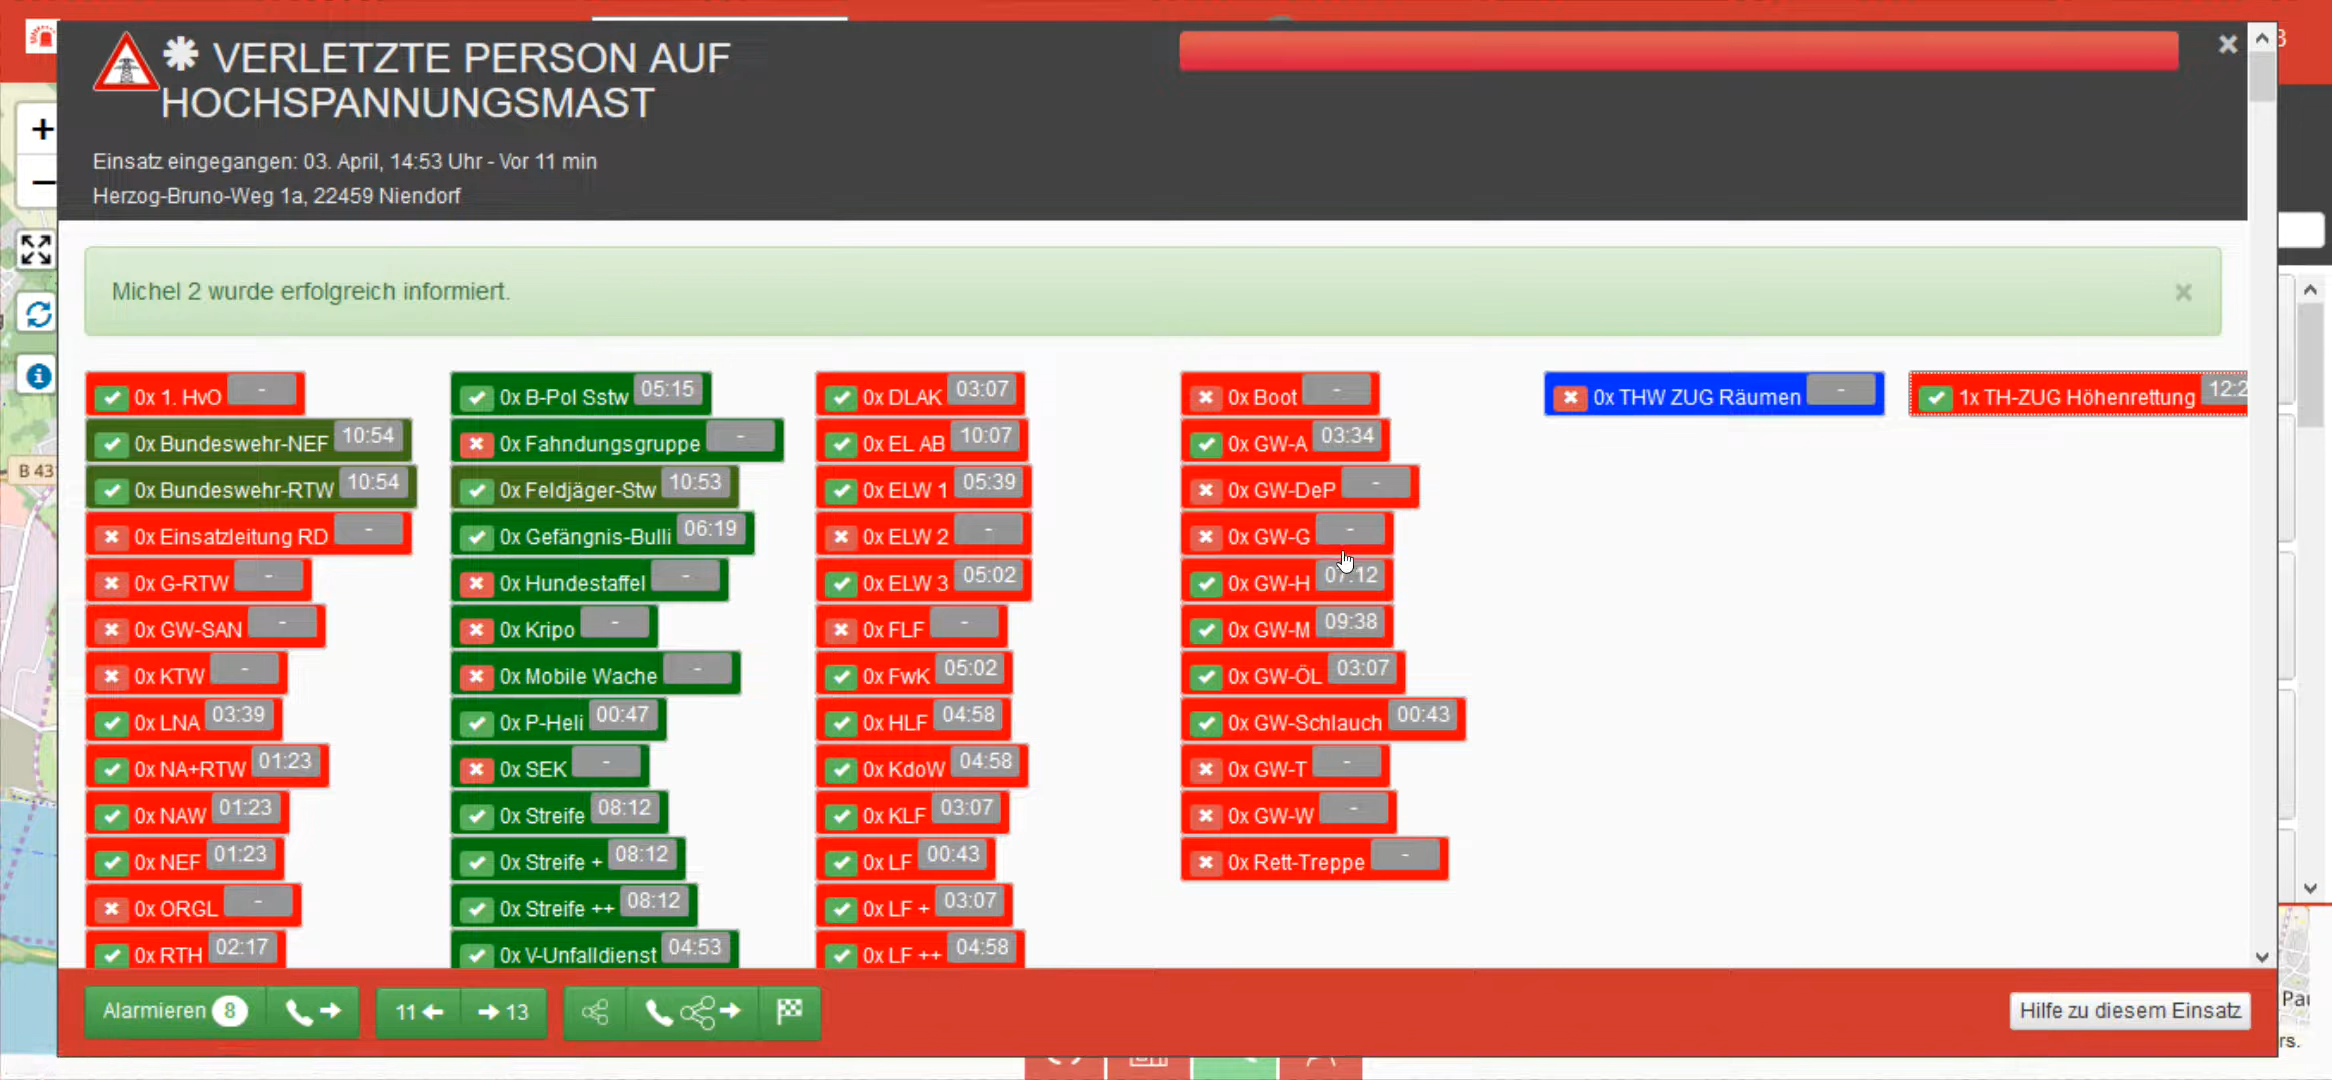 ✱ VERLETZTE PERSON AUF
HOCHSPANNUNGSMAST
Einsatz eingegangen: 03. April, 14:53 Uhr - Vor 11 min
Herzog-Bruno-Weg 1a, 22459 Niendorf
3
+
−
B 43
Michel 2 wurde erfolgreich informiert.
×
0x 1. HvO -
0x Bundeswehr-NEF 10:54
0x Bundeswehr-RTW 10:54
0x Einsatzleitung RD -
0x G-RTW -
0x GW-SAN -
0x KTW -
0x LNA 03:39
0x NA+RTW 01:23
0x NAW 01:23
0x NEF 01:23
0x ORGL -
0x RTH 02:17
0x B-Pol Sstw 05:15
0x Fahndungsgruppe -
0x Feldjäger-Stw 10:53
0x Gefängnis-Bulli 06:19
0x Hundestaffel -
0x Kripo -
0x Mobile Wache -
0x P-Heli 00:47
0x SEK -
0x Streife 08:12
0x Streife + 08:12
0x Streife ++ 08:12
0x V-Unfalldienst 04:53
0x DLAK 03:07
0x EL AB 10:07
0x ELW 1 05:39
0x ELW 2 -
0x ELW 3 05:02
0x FLF -
0x FwK 05:02
0x HLF 04:58
0x KdoW 04:58
0x KLF 03:07
0x LF 00:43
0x LF + 03:07
0x LF ++ 04:58
0x Boot -
0x GW-A 03:34
0x GW-DeP -
0x GW-G -
0x GW-H 07:12
0x GW-M 09:38
0x GW-ÖL 03:07
0x GW-Schlauch 00:43
0x GW-T -
0x GW-W -
0x Rett-Treppe -
0x THW ZUG Räumen -
1x TH-ZUG Höhenrettung 12:2
Alarmieren 8
11 ←
→ 13
Hilfe zu diesem Einsatz
Pau
rs.